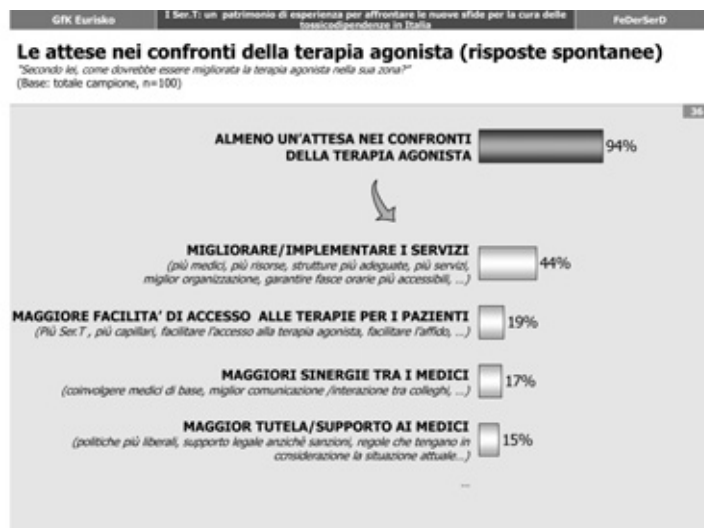 GfK Eurisko
I Ser.T: un patrimonio di esperienza per affrontare le nuove sfide per la cura delle
tossicodipendenze in Italia
FeDerSerD
Le attese nei confronti della terapia agonista (risposte spontanee)
"Secondo lei, come dovrebbe essere migliorata la terapia agonista nella sua zona?"
(Base: totale campione, n=100)
36
ALMENO UN'ATTESA NEI CONFRONTI
DELLA TERAPIA AGONISTA
94%
MIGLIORARE/IMPLEMENTARE I SERVIZI
(più medici, più risorse, strutture più adeguate, più servizi,
miglior organizzazione, garantire fasce orarie più accessibili, ...)
44%
MAGGIORE FACILITA' DI ACCESSO ALLE TERAPIE PER I PAZIENTI
(Più Ser.T , più capillari, facilitare l'accesso alla terapia agonista, facilitare l'affido, ...)
19%
MAGGIORI SINERGIE TRA I MEDICI
(coinvolgere medici di base, miglior comunicazione /interazione tra colleghi, ...)
17%
MAGGIOR TUTELA/SUPPORTO AI MEDICI
(politiche più liberali, supporto legale anziché sanzioni, regole che tengano in
considerazione la situazione attuale...)
15%
...